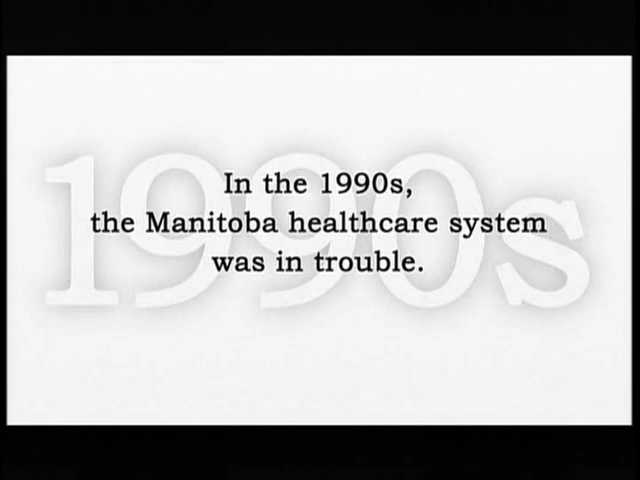 1990s
In the 1990s,
the Manitoba healthcare system
was in trouble.